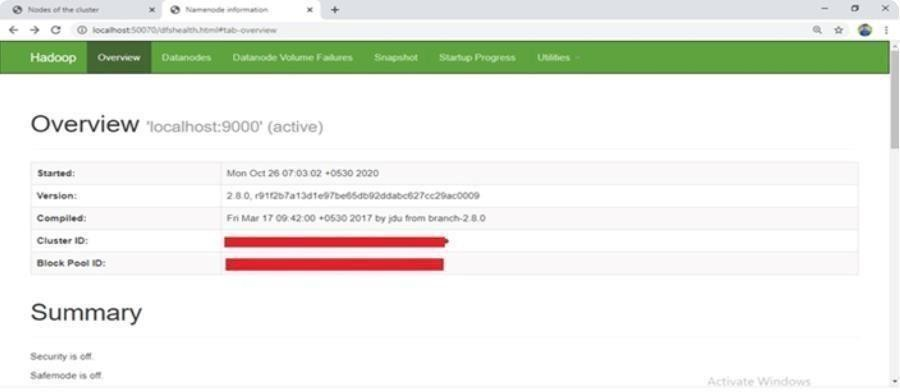 Nodes of the cluster
Namenode information
localhost:50070/dfshealth.html#tab-overview
Hadoop Overview Datanodes Datanode Volume Failures Snapshot Startup Progress Utilities
Overview 'localhost:9000' (active)
Started: Mon Oct 26 07:03:02 +0530 2020
Version: 2.8.0, r91f2b7a13d1e97be65db92ddabc627cc29ac0009
Compiled: Fri Mar 17 09:42:00 +0530 2017 by jdu from branch-2.8.0
Cluster ID:
Block Pool ID:
Summary
Security is off.
Safemode is off.
Activate Windows